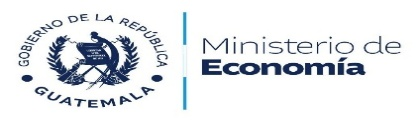 GOBIERNO DE LA REPÚBLICA
GUATEMALA
Ministerio de
Economía